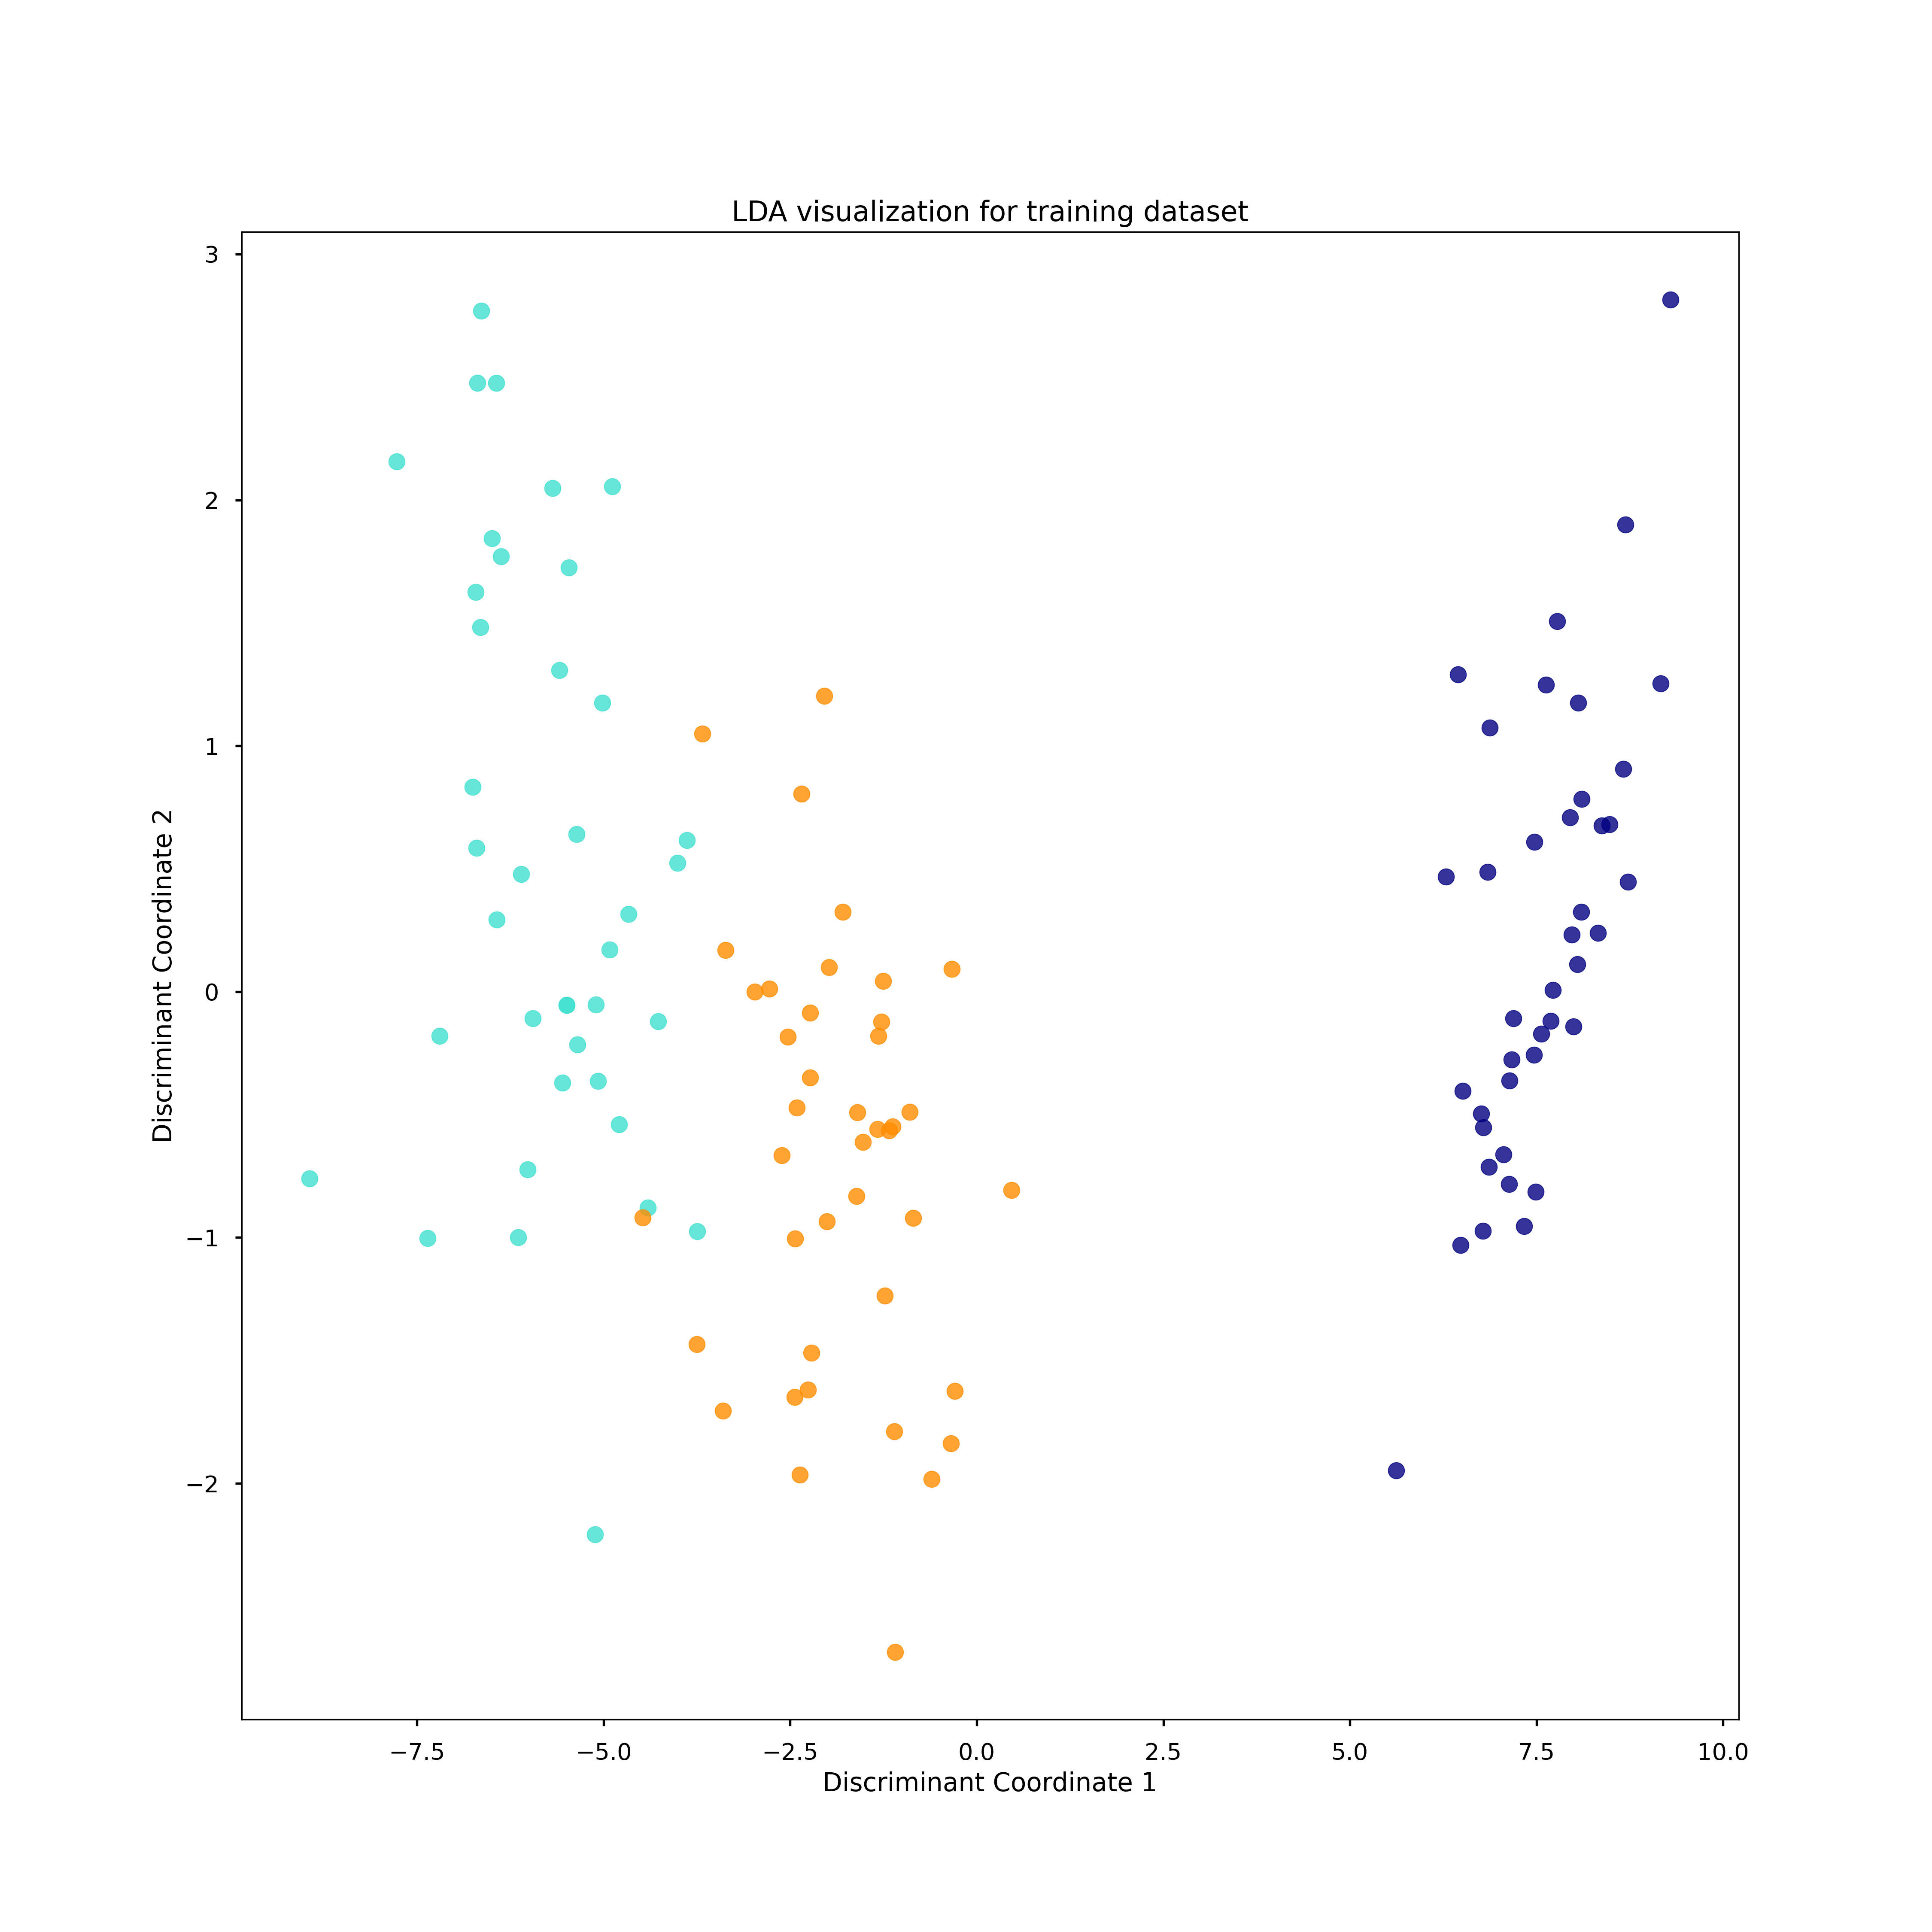 LDA visualization for training dataset
3
2
1
0
−1
−2
Discriminant Coordinate 2
−7.5 −5.0 −2.5 0.0 2.5 5.0 7.5 10.0
Discriminant Coordinate 1